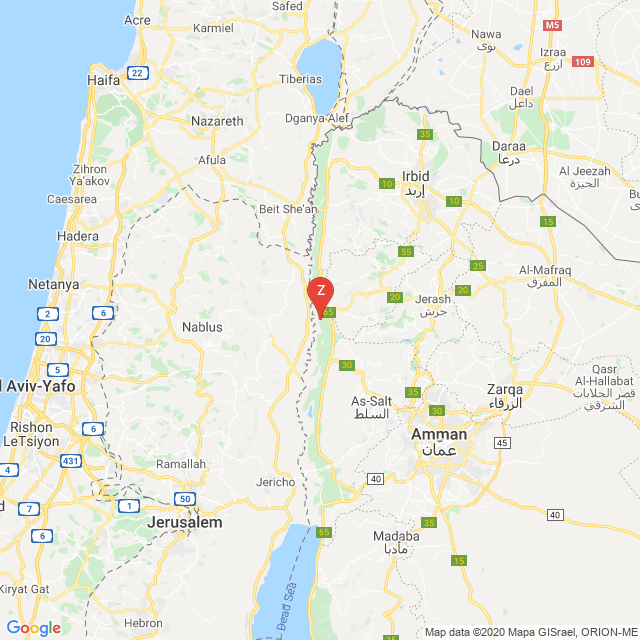 Acre
Safed
Karmiel
Nawa
نوى
M5
Izraa
ازرع
109
Haifa
22
Tiberias
Dael
داعل
Dganya Alef
Nazareth
35
Daraa
درعا
Afula
Zihron
Ya'akov
Irbid
إربد
10
Al Jeezah
الجيزة
Caesarea
10
Beit She'an
15
Hadera
55
25
Al-Mafraq
المفرق
Netanya
Z
20
20
Jerash
جرش
2
6
65
Nablus
20
5
30
Qasr
Al-Hallabat
قصر الحلابات
الشرقي
Aviv-Yafo
35
As-Salt
السلط
Zarqa
الزرقاء
30
Rishon
LeTsiyon
6
Amman
عمان
45
431
4
Ramallah
Jericho
40
50
7
1
40
Jerusalem
35
65
6
Madaba
مادبا
15
Kiryat Gat
Dead Sea
Hebron
Google
Map data ©2020 Mapa GISrael, ORION-ME